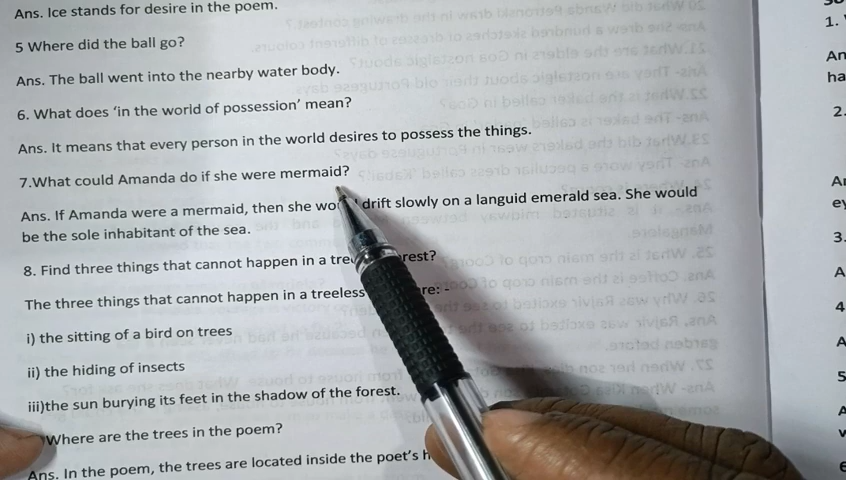 Ans. Ice stands for desire in the poem.
5 Where did the ball go?
Ans. The ball went into the nearby water body.
6. What does ‘in the world of possession’ mean?
Ans. It means that every person in the world desires to possess the things.
7.What could Amanda do if she were mermaid?
Ans. If Amanda were a mermaid, then she drift slowly on a languid emerald sea. She would
be the sole inhabitant of the sea.
8. Find three things that cannot happen in a
The three things that cannot happen in a treeless
i) the sitting of a bird on trees
ii) the hiding of insects
iii)the sun burying its feet in the shadow of the forest.
Where are the trees in the poem?
Ans. In the poem, the trees are located inside the poet's
1.
2.
3.
4
5